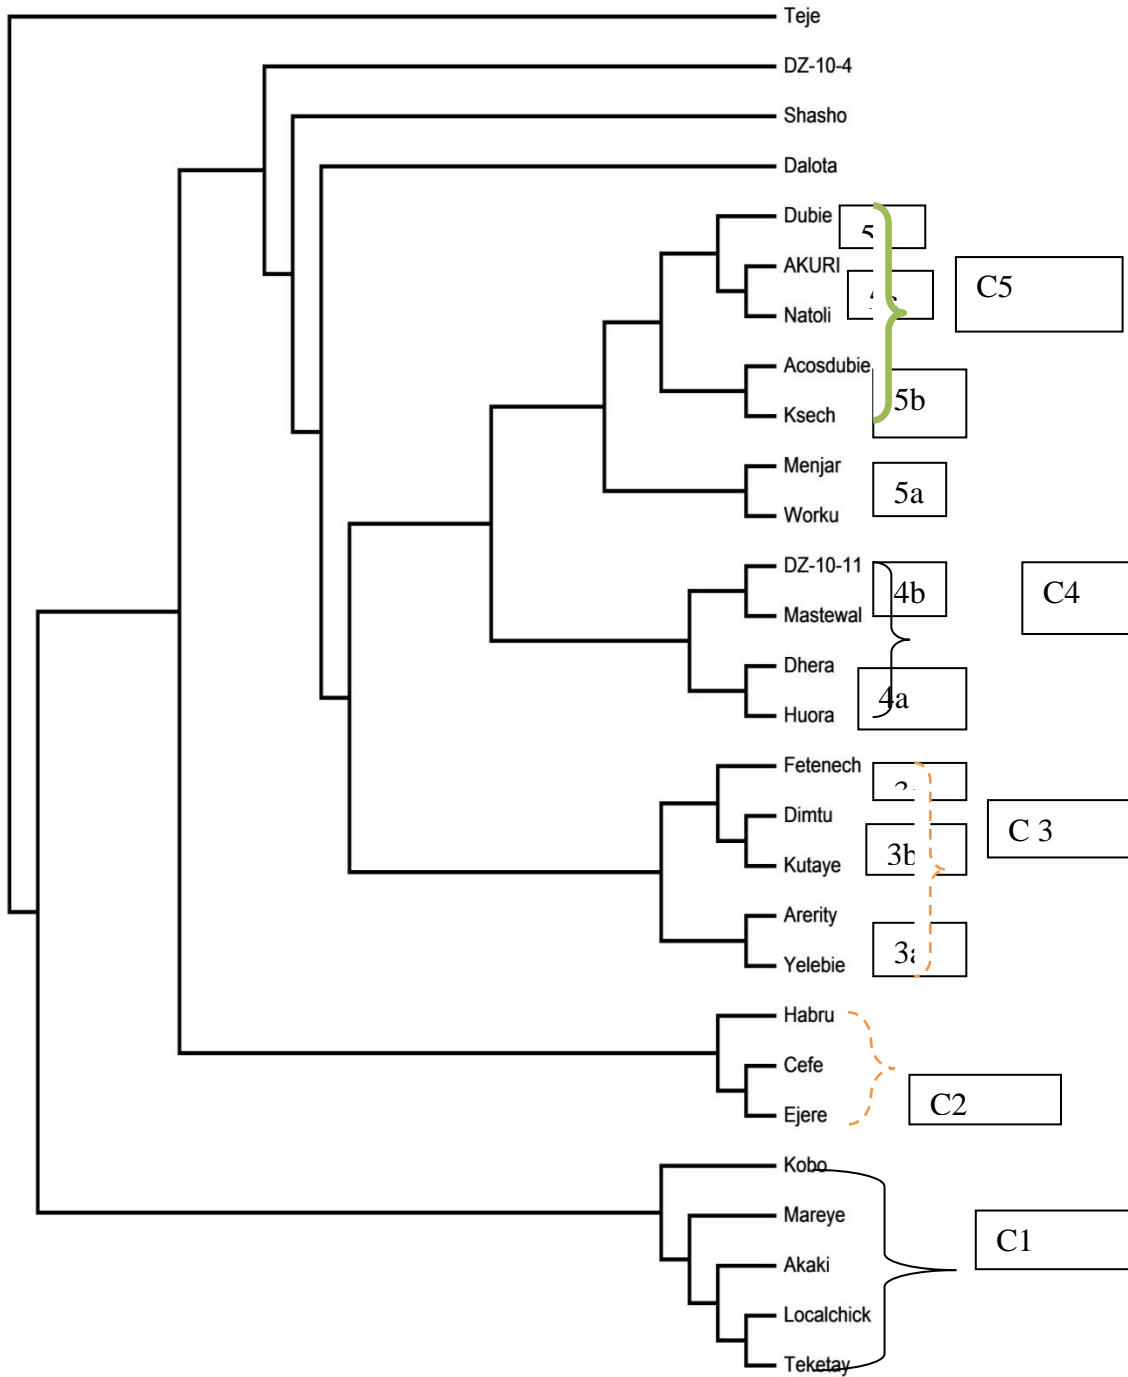 Teje
DZ-10-4
Shasho
Dalota
Dubie
AKURI
C5
Natoli
Acosdubie
5b
Ksech
Menjar
5a
Worku
DZ-10-11
4b
C4
Mastewal
Dhera
4a
Huora
Fetenech
Dimtu
C 3
3b
Kutaye
Arerity
3a
Yelebie
Habru
Cefe
C2
Ejere
Kobo
Mareye
C1
Akaki
Localchick
Teketay